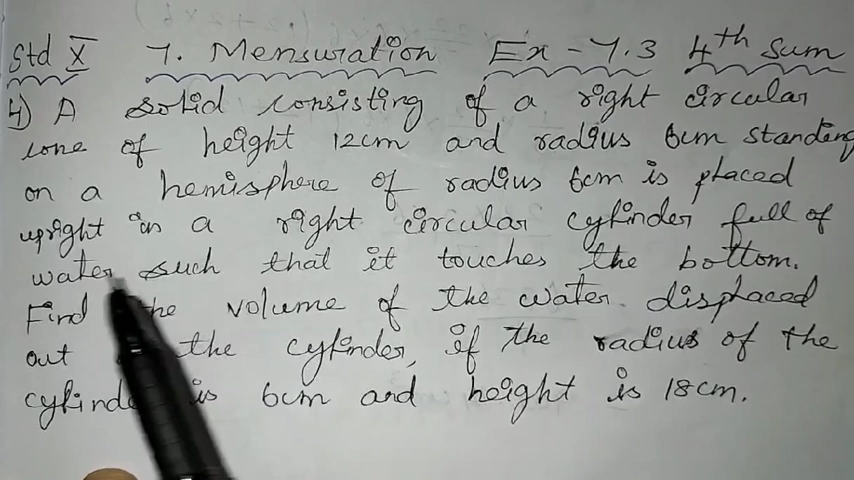 Std X 7. Mensuration Ex - 7.3 4th Sum
4) A solid consisting of a right circular
cone of height 12cm and radius 6cm standing
on a hemisphere of radius 6cm is placed
upright in a right circular cylinder full of
water such that it touches the bottom.
Find the volume of the water displaced
out the cylinder, if the radius of the
cylinde is 6cm and height is 18cm.